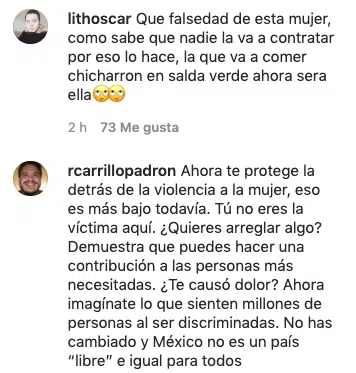 lithoscar Que falsedad de esta mujer,
como sabe que nadie la va a contratar
por eso lo hace, la que va a comer
chicharron en salda verde ahora sera
ella🙄🙄
2 h 73 Me gusta
rcarrillopadron Ahora te protege la
detrás de la violencia a la mujer, eso
es más bajo todavía. Tú no eres la
víctima aquí. ¿Quieres arreglar algo?
Demuestra que puedes hacer una
contribución a las personas más
necesitadas. ¿Te causó dolor? Ahora
imagínate lo que sienten millones de
personas al ser discriminadas. No has
cambiado y México no es un país
“libre” e igual para todos